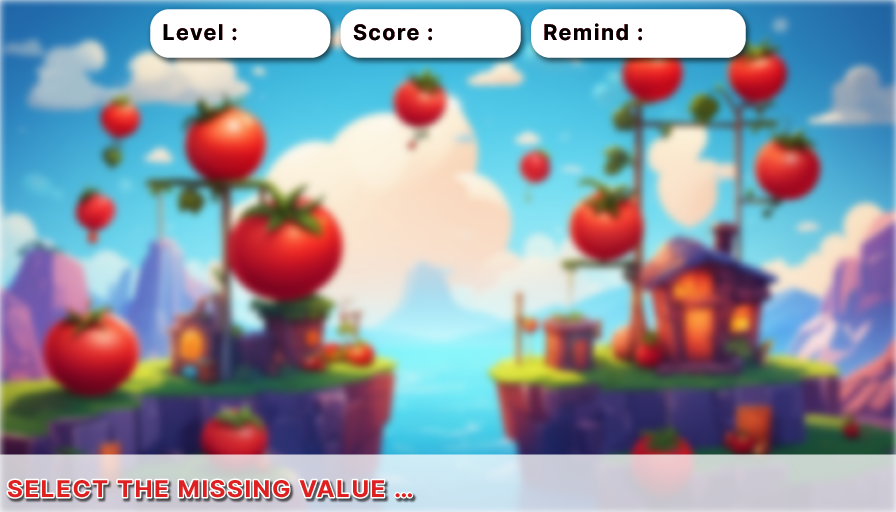 Level :
Score :
Remind :
SELECT THE MISSING VALUE ...